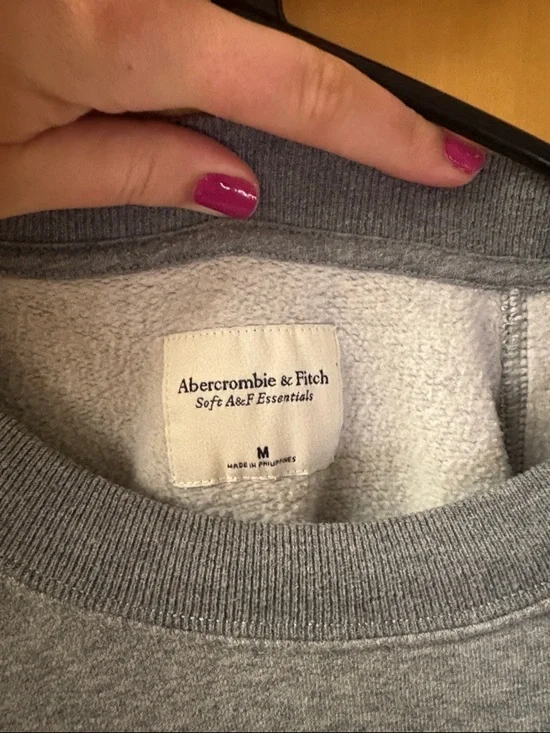 Abercrombie & Fitch
Soft A&F Essentials
M
MADE IN PHILIPPINES